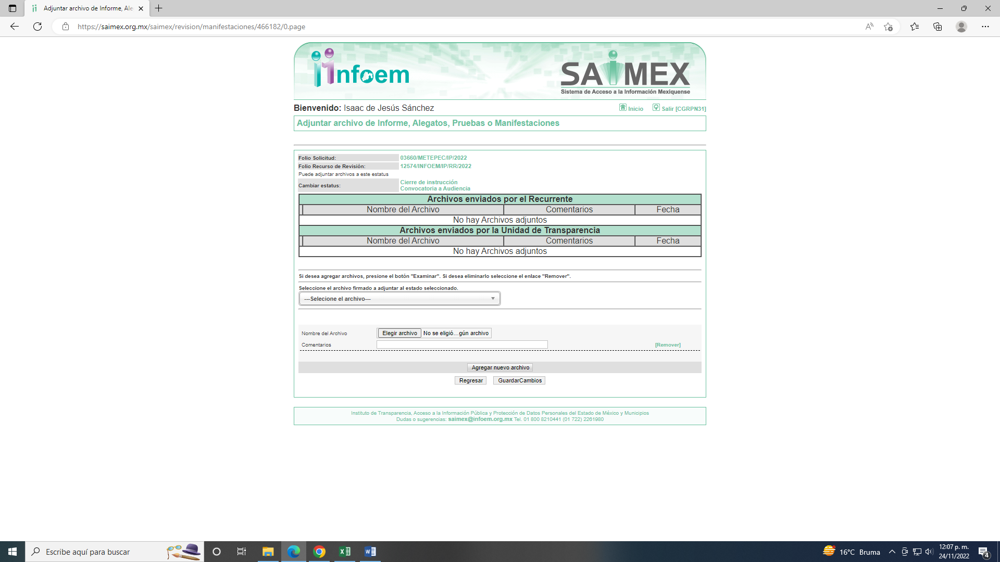 Adjuntar archivo de Informe, Ale
https://saimex.org.mx/saimex/revision/manifestaciones/466182/0.page
infoem
SAIMEX
Sistema de Acceso a la Información Mexiquense
Bienvenido: Isaac de Jesús Sánchez
Inicio
Salir [CGRPN31]
Adjuntar archivo de Informe, Alegatos, Pruebas o Manifestaciones
Folio Solicitud: 03660/METEPEC/IP/2022
Folio Recurso de Revisión: 12574/INFOEM/IP/RR/2022
Puede adjuntar archivos a este estatus
Cambiar estatus:
Cierre de instrucción
Convocatoria a Audiencia
Archivos enviados por el Recurrente
Nombre del Archivo Comentarios Fecha
No hay Archivos adjuntos
Archivos enviados por la Unidad de Transparencia
Nombre del Archivo Comentarios Fecha
No hay Archivos adjuntos
Si desea agregar archivos, presione el botón "Examinar". Si desea eliminarlo seleccione el enlace "Remover".
Seleccione el archivo firmado a adjuntar al estado seleccionado.
---Selecione el archivo---
Nombre del Archivo Elegir archivo No se eligió...gún archivo
Comentarios [Remover]
Agregar nuevo archivo
Regresar GuardarCambios
Instituto de Transparencia, Acceso a la Información Pública y Protección de Datos Personales del Estado de México y Municipios
Dudas o sugerencias: saimex@infoem.org.mx Tel. 01 800 8210441 (01 722) 2261980
Escribe aquí para buscar
16°C Bruma
12:07 p. m.
24/11/2022
4